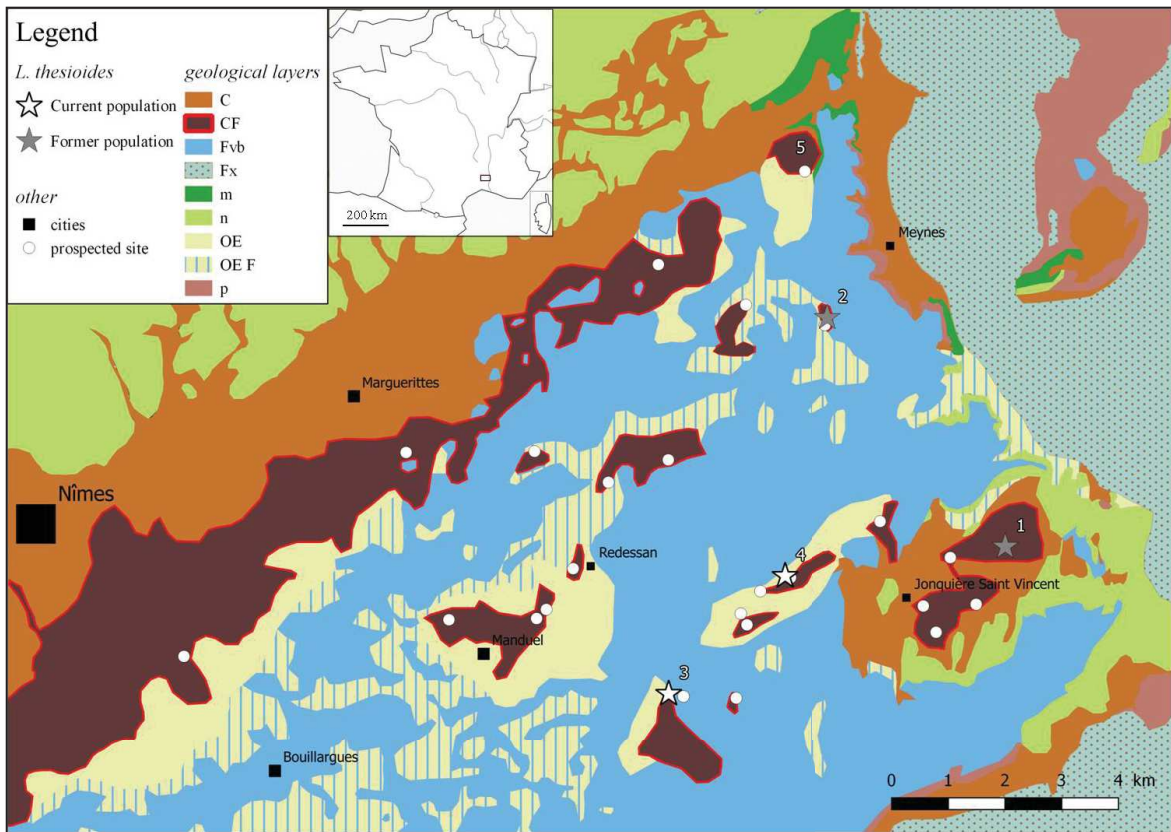 Legend
L. thesioides
Current population
Former population
other
cities
prospected site
geological layers
C
CF
Fvb
Fx
m
n
OE
OE F
p
200 km
5
Meynes
2
Marguerittes
Nîmes
1
4
Redessan
Jonquière Saint Vincent
Manduel
3
Bouillargues
0 1 2 3 4 km